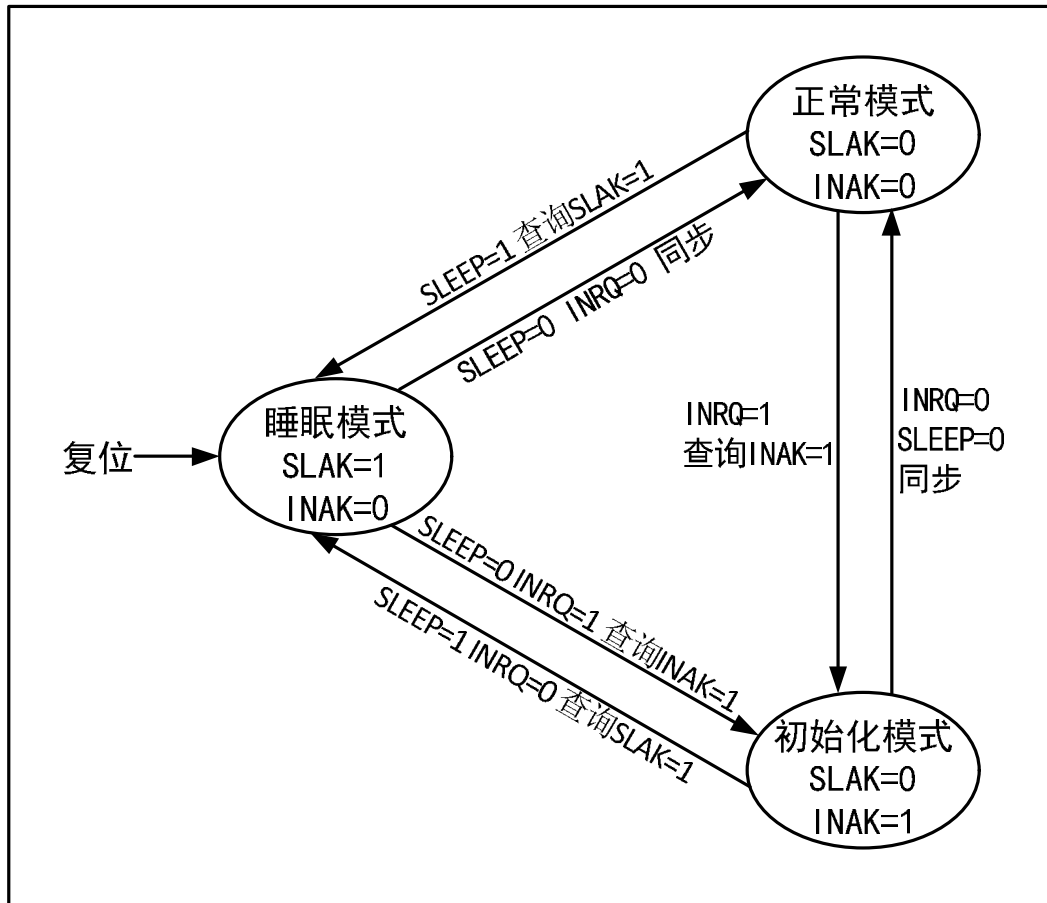 正常模式
SLAK=0
INAK=0
SLEEP=1 查询SLAK=1
SLEEP=0 INRQ=0 同步
INRQ=1
查询INAK=1
INRQ=0
SLEEP=0
同步
复位
睡眠模式
SLAK=1
INAK=0
SLEEP=0 INRQ=1 查询INAK=1
SLEEP=1 INRQ=0 查询SLAK=1
初始化模式
SLAK=0
INAK=1